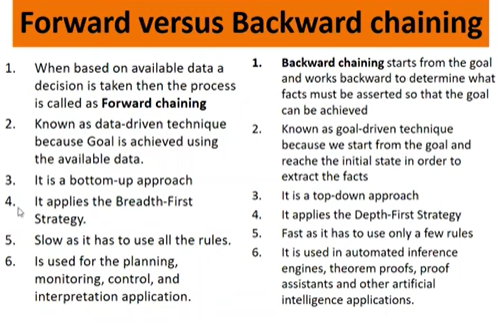 Forward versus Backward chaining
1. When based on available data a
decision is taken then the process
is called as Forward chaining
2. Known as data-driven technique
because Goal is achieved using
the available data.
3. It is a bottom-up approach
4. It applies the Breadth-First
Strategy.
5. Slow as it has to use all the rules.
6. Is used for the planning,
monitoring, control, and
interpretation application.
1. Backward chaining starts from the goal
and works backward to determine what
facts must be asserted so that the goal
can be achieved
2. Known as goal-driven technique
because we start from the goal and
reache the initial state in order to
extract the facts
3. It is a top-down approach
4. It applies the Depth-First Strategy
5. Fast as it has to use only a few rules
6. It is used in automated inference
engines, theorem proofs, proof
assistants and other artificial
intelligence applications.